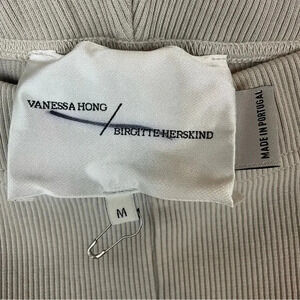 VANESSA HONG
/
BIRGITTE HERSKIND
M
MADE IN PORTUGAL